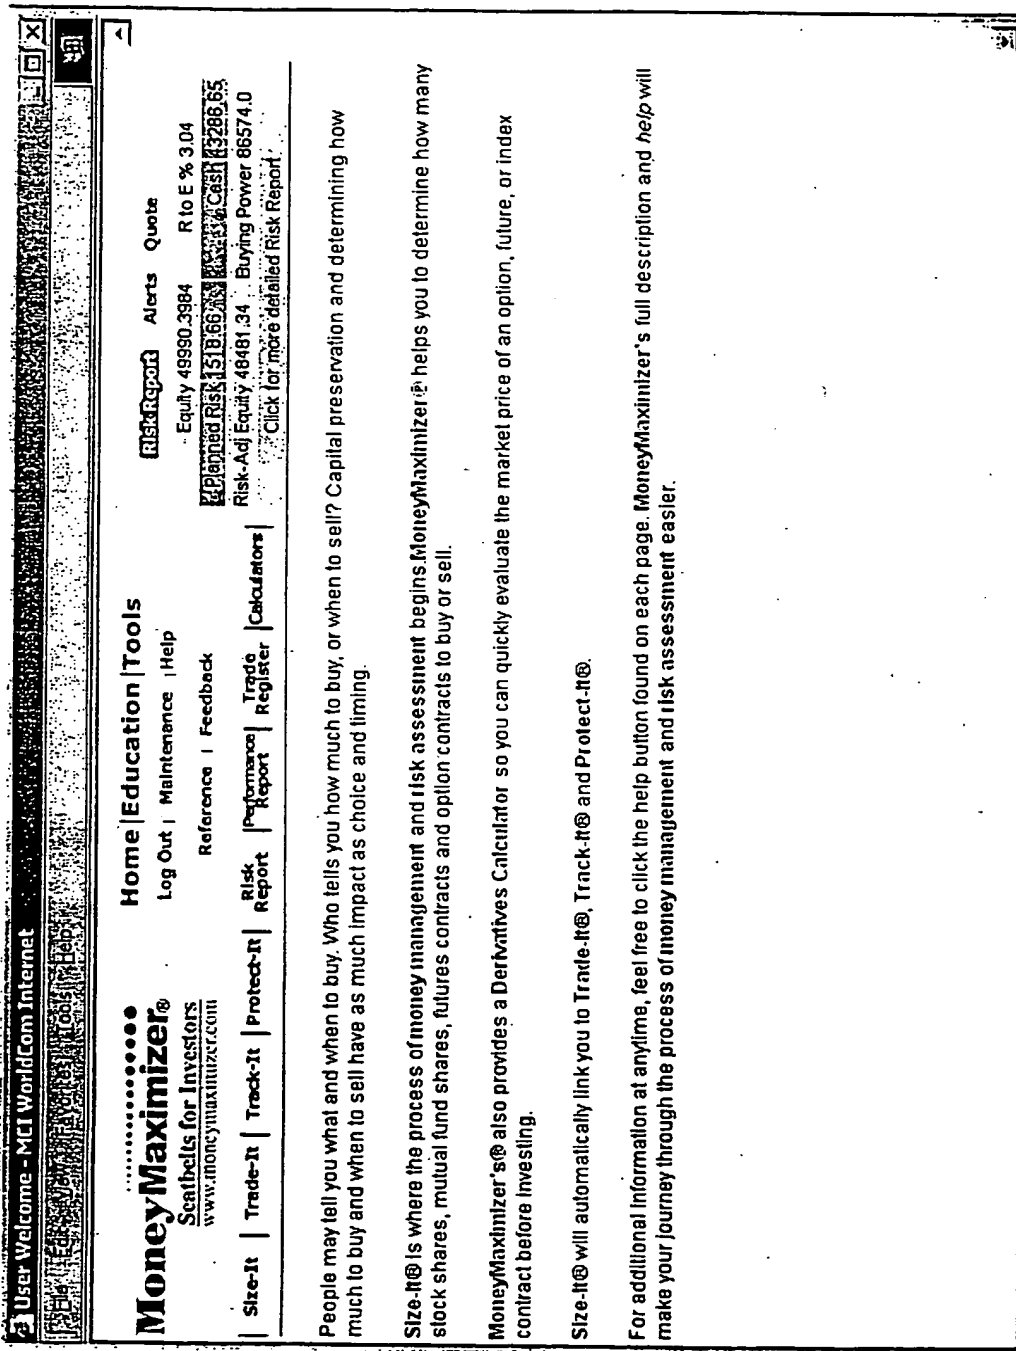 User Welcome - MCI WorldCom Internet
File Edit View Favorites Tools Help
MoneyMaximizer®
Seatbelts for Investors
www.moneymaximizer.com
Home | Education | Tools
Log Out | Maintenance | Help
Reference | Feedback
Risk Report Alerts Quote
Equity 49990.3984 R to E % 3.04
Planned Risk 1518.66 Cash 43286.65
Risk-Adj Equity 48481.34 Buying Power 86574.0
Click for more detailed Risk Report.
| Size-It | Trade-It | Track-It | Protect-It | Risk Report | Performance Report | Trade Register | Calculators |
People may tell you what and when to buy. Who tells you how much to buy, or when to sell? Capital preservation and determining how
much to buy and when to sell have as much impact as choice and timing.
Size-It® is where the process of money management and risk assessment begins. MoneyMaximizer® helps you to determine how many
stock shares, mutual fund shares, futures contracts and option contracts to buy or sell.
MoneyMaximizer's® also provides a Derivatives Calculator so you can quickly evaluate the market price of an option, future, or index
contract before investing.
Size-It® will automatically link you to Trade-It®, Track-It® and Protect-It®.
For additional information at anytime, feel free to click the help button found on each page. MoneyMaximizer's full description and help will
make your journey through the process of money management and risk assessment easier.